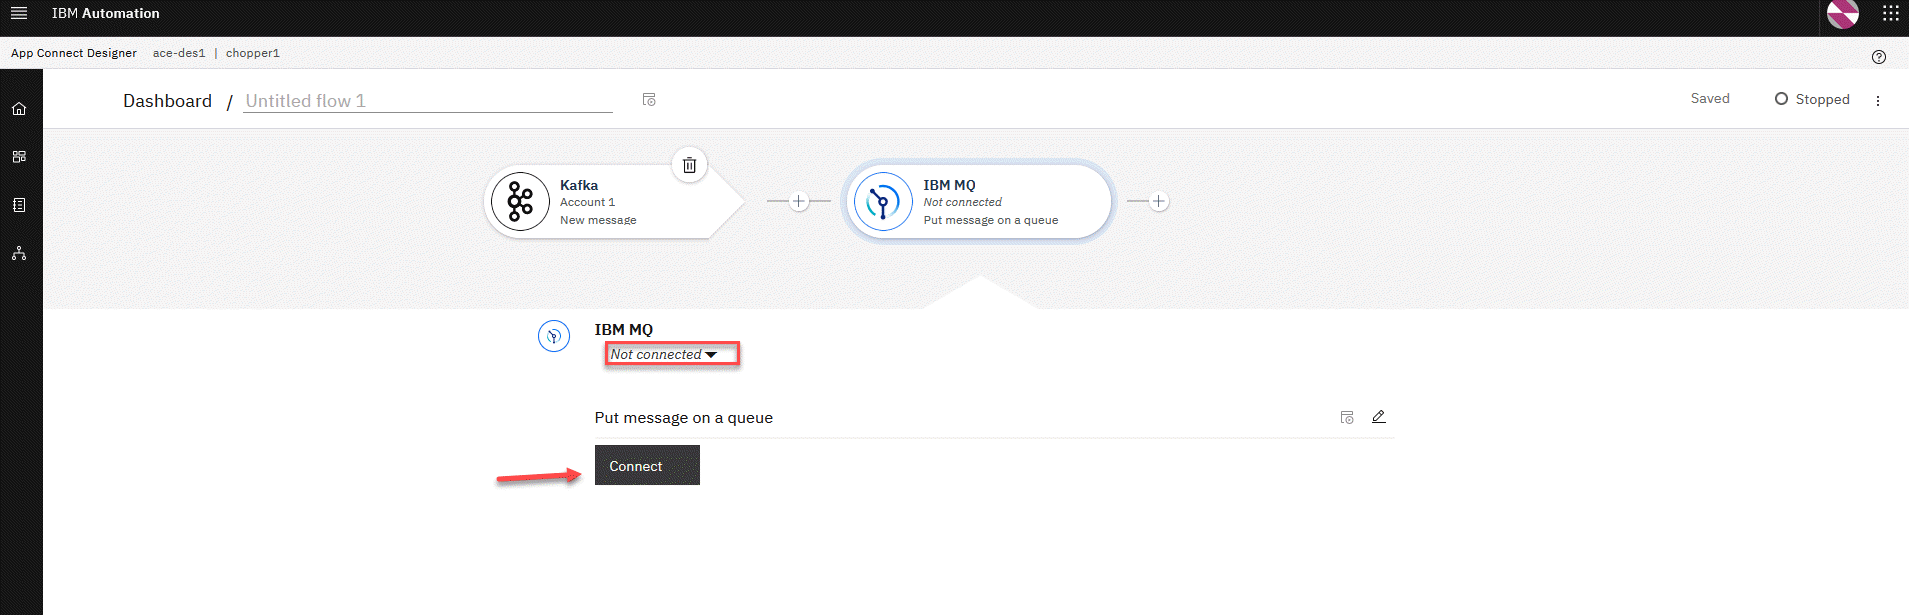 IBM Automation
App Connect Designer ace-des1 | chopper1
Dashboard / Untitled flow 1
Saved
Stopped
Kafka
Account 1
New message
IBM MQ
Not connected
Put message on a queue
IBM MQ
Not connected
Put message on a queue
Connect